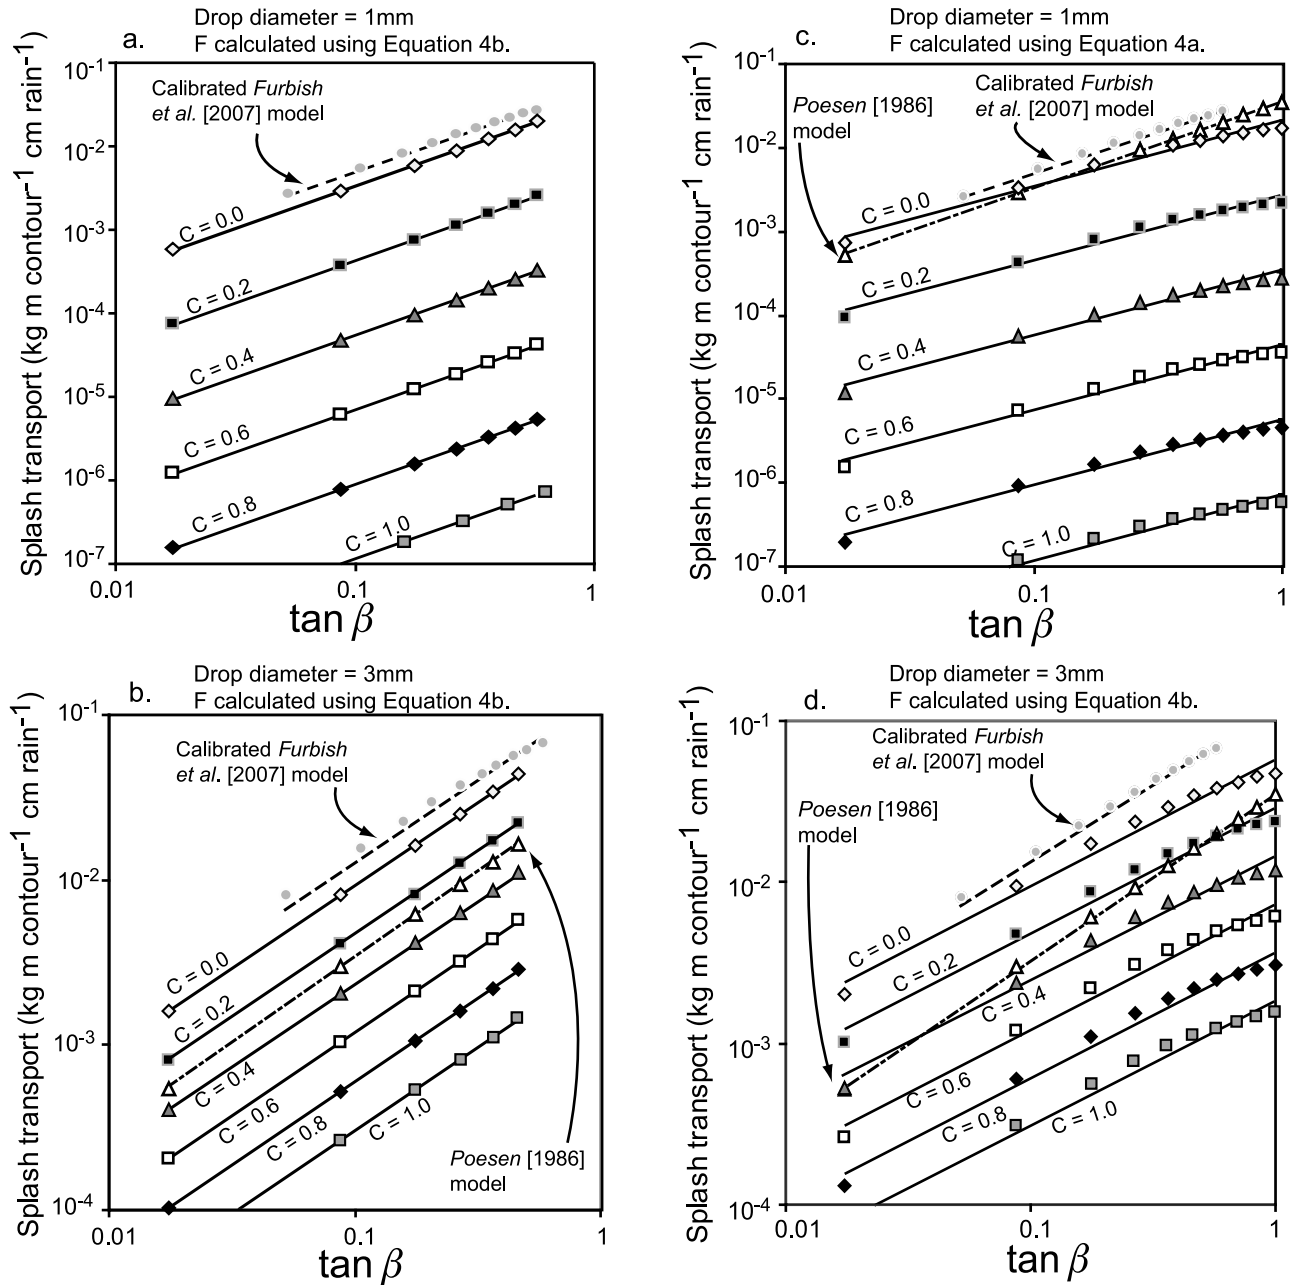 a.
Drop diameter = 1mm
F calculated using Equation 4b.
Splash transport (kg m contour⁻¹ cm rain⁻¹)
10⁻¹
10⁻²
10⁻³
10⁻⁴
10⁻⁵
10⁻⁶
10⁻⁷
Calibrated Furbish
et al. [2007] model
C = 0.0
C = 0.2
C = 0.4
C = 0.6
C = 0.8
C = 1.0
0.01
0.1
1
tan β
c.
Drop diameter = 1mm
F calculated using Equation 4a.
Splash transport (kg m contour⁻¹ cm rain⁻¹)
10⁻¹
10⁻²
10⁻³
10⁻⁴
10⁻⁵
10⁻⁶
10⁻⁷
Poesen [1986]
model
Calibrated Furbish
et al. [2007] model
C = 0.0
C = 0.2
C = 0.4
C = 0.6
C = 0.8
C = 1.0
0.01
0.1
1
tan β
b.
Drop diameter = 3mm
F calculated using Equation 4b.
Splash transport (kg m contour⁻¹ cm rain⁻¹)
10⁻¹
10⁻²
10⁻³
10⁻⁴
Calibrated Furbish
et al. [2007] model
C = 0.0
C = 0.2
C = 0.4
C = 0.6
C = 0.8
C = 1.0
Poesen [1986]
model
0.01
0.1
1
tan β
d.
Drop diameter = 3mm
F calculated using Equation 4b.
Splash transport (kg m contour⁻¹ cm rain⁻¹)
10⁻¹
10⁻²
10⁻³
10⁻⁴
Calibrated Furbish
et al. [2007] model
Poesen [1986]
model
C = 0.0
C = 0.2
C = 0.4
C = 0.6
C = 0.8
C = 1.0
0.01
0.1
1
tan β